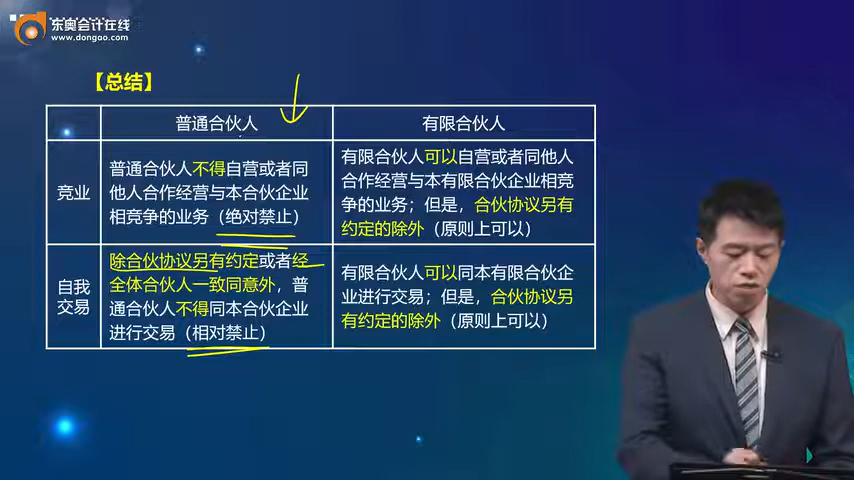 东奥会计在线
www.dongao.com
【总结】
普通合伙人
有限合伙人
竞业
普通合伙人不得自营或者同
他人合作经营与本合伙企业
相竞争的业务（绝对禁止）
有限合伙人可以自营或者同他人
合作经营与本有限合伙企业相竞
争的业务；但是，合伙协议另有
约定的除外（原则上可以）
自我
交易
除合伙协议另有约定或者经
全体合伙人一致同意外，普
通合伙人不得同本合伙企业
进行交易（相对禁止）
有限合伙人可以同本有限合伙企
业进行交易；但是，合伙协议另
有约定的除外（原则上可以）